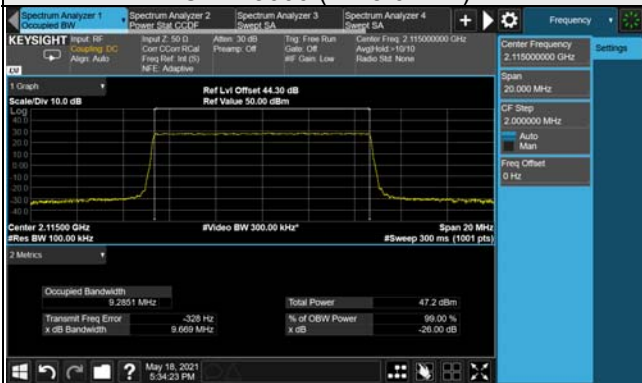 Spectrum Analyzer 1
Occupied BW
Spectrum Analyzer 2
Power Stat CCDF
Spectrum Analyzer 3
Swept SA
Spectrum Analyzer 4
Swept SA
Frequency
KEYSIGHT
Input: RF
Coupling: DC
Align: Auto
Input Z: 50 Ω
Corr CCorr RCal
Freq Ref: Int (S)
NFE: Adaptive
Atten: 30 dB
Preamp: Off
Trig: Free Run
Gate: Off
#IF Gain: Low
Center Freq: 2.115000000 GHz
Avg|Hold:>10/10
Radio Std: None
Center Frequency
2.115000000 GHz
Settings
Span
20.000 MHz
CF Step
2.000000 MHz
Auto
Man
Freq Offset
0 Hz
1 Graph
Scale/Div 10.0 dB
Ref Lvl Offset 44.30 dB
Ref Value 50.00 dBm
Log
40.0
30.0
20.0
10.0
0.00
-10.0
-20.0
-30.0
-40.0
Center 2.11500 GHz
#Res BW 100.00 kHz
#Video BW 300.00 kHz*
Span 20 MHz
#Sweep 300 ms (1001 pts)
2 Metrics
Occupied Bandwidth
9.2851 MHz
Total Power
47.2 dBm
Transmit Freq Error
-328 Hz
% of OBW Power
99.00 %
x dB Bandwidth
9.669 MHz
x dB
-26.00 dB
May 18, 2021
5:34:23 PM